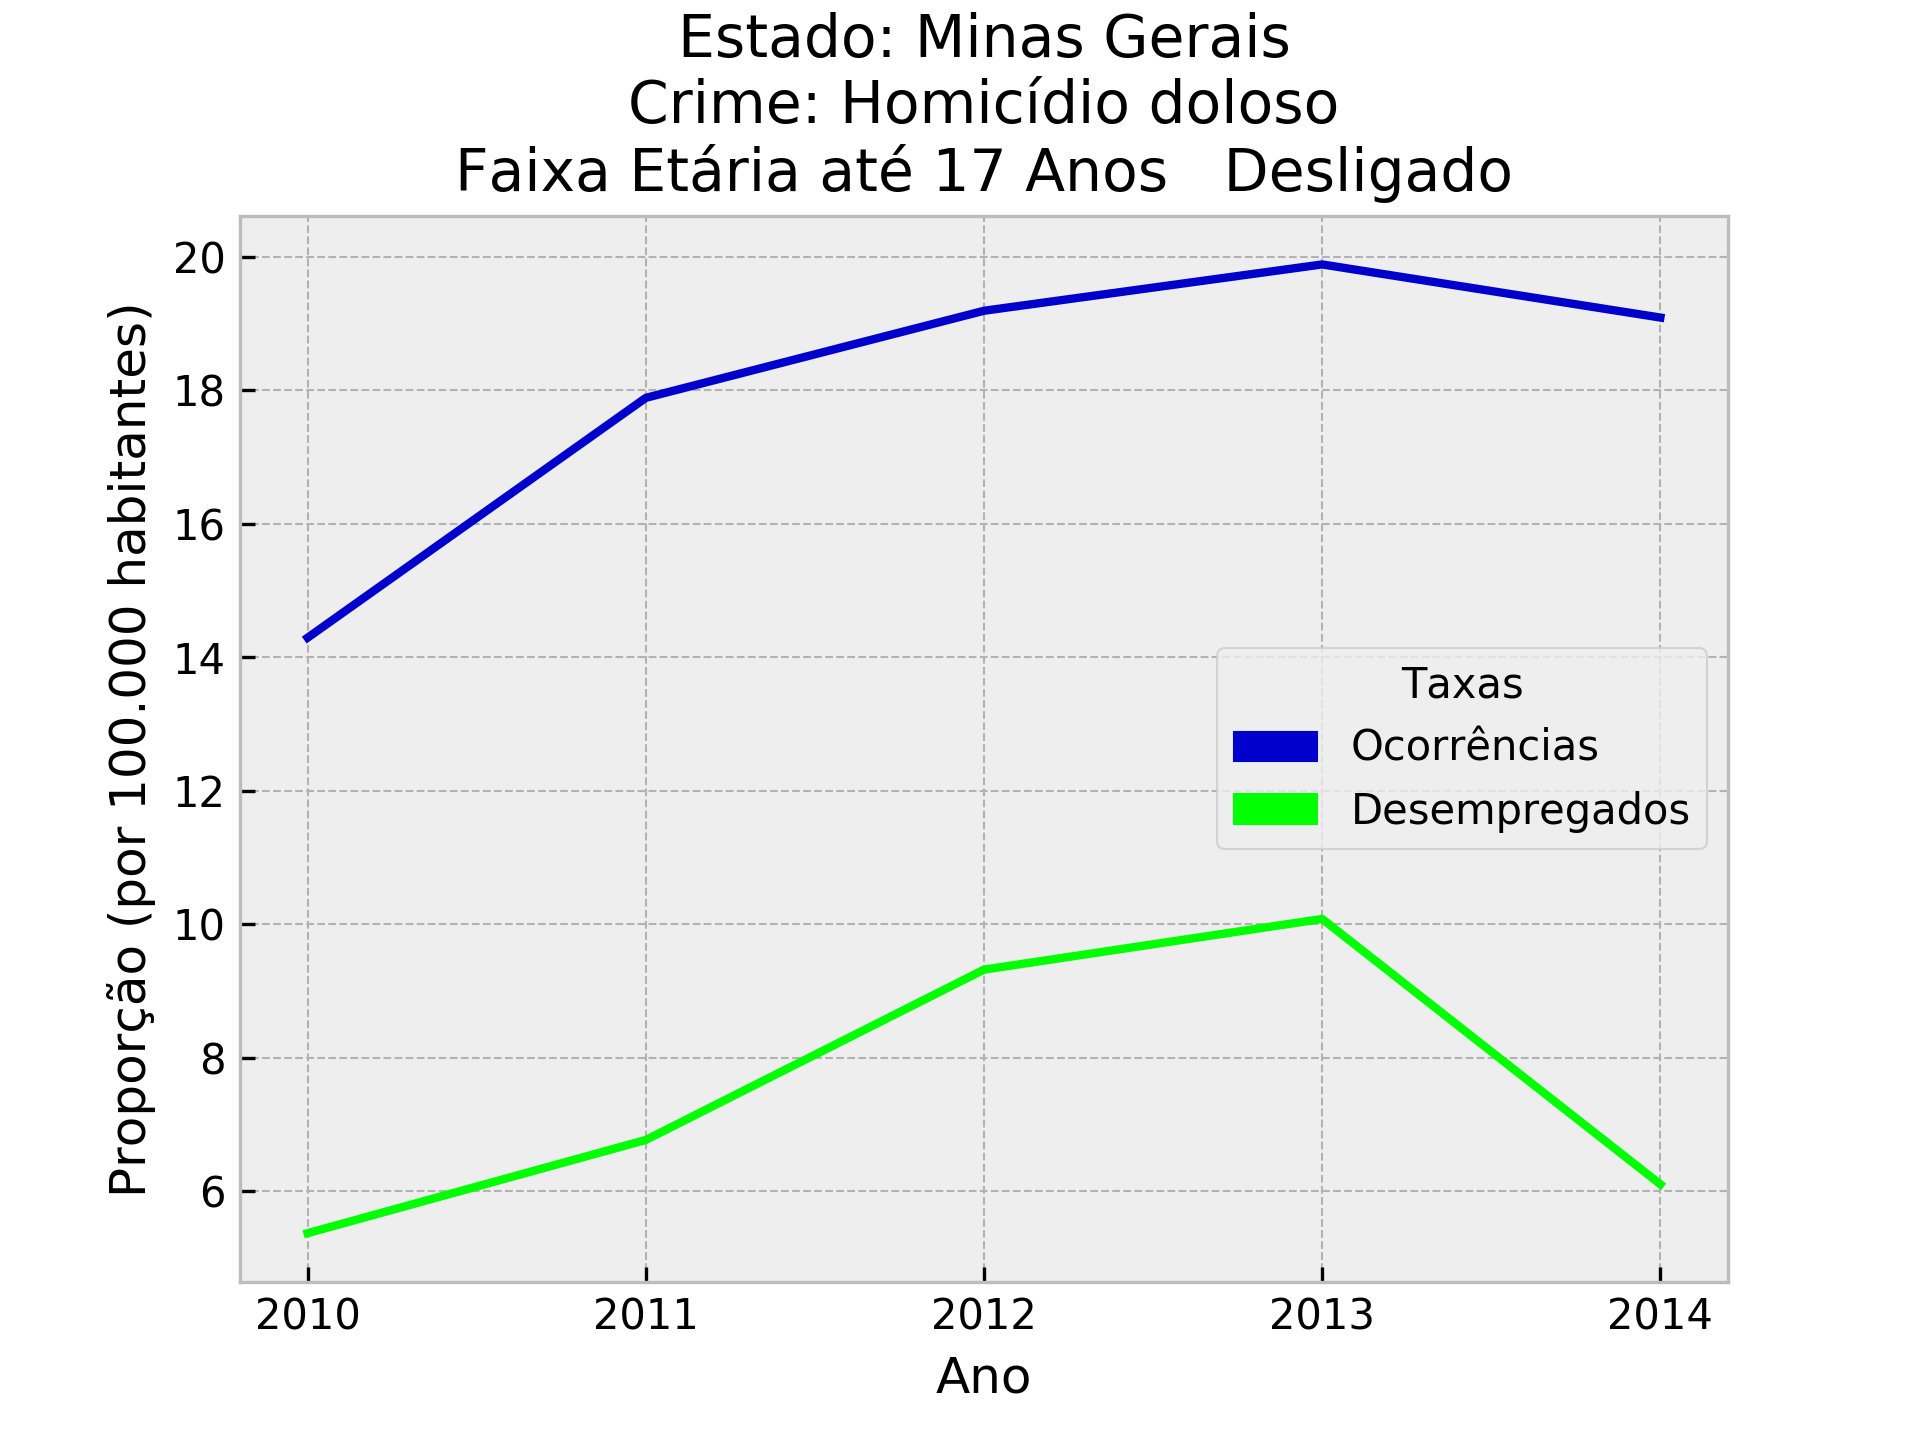 Estado: Minas Gerais
Crime: Homicídio doloso
Faixa Etária até 17 Anos   Desligado
Proporção (por 100.000 habitantes)
20
18
16
14
12
10
8
6
Taxas
Ocorrências
Desempregados
2010 2011 2012 2013 2014
Ano